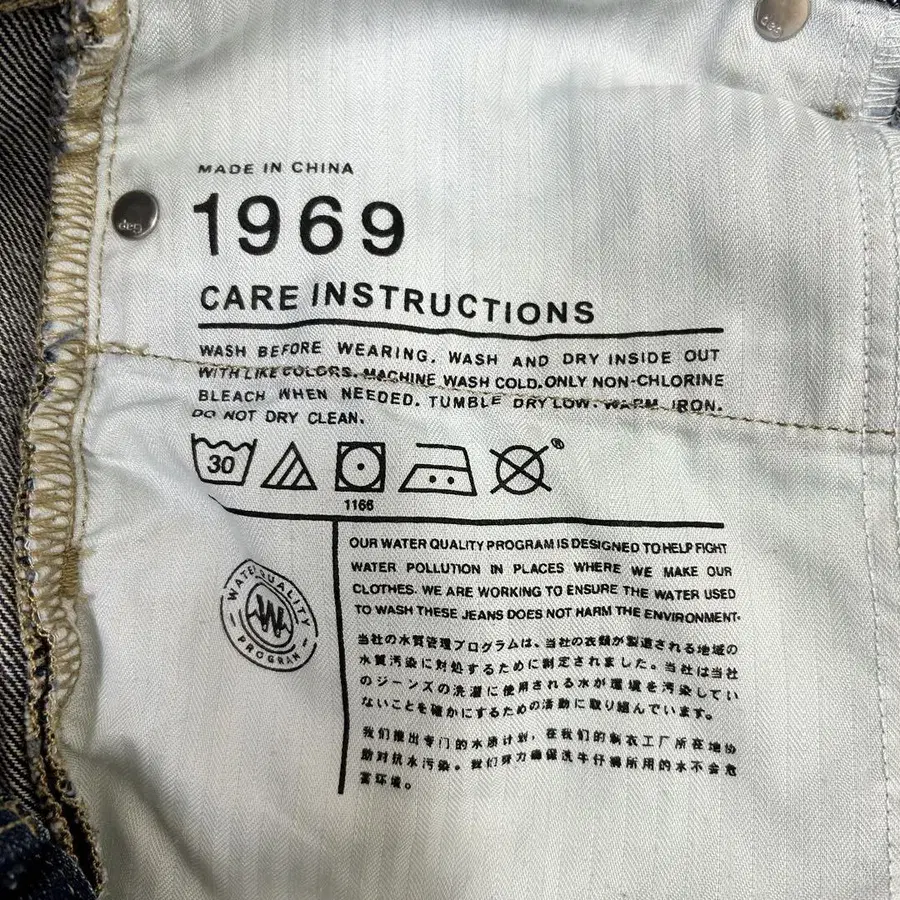 MADE IN CHINA
1969
CARE INSTRUCTIONS
WASH BEFORE WEARING. WASH AND DRY INSIDE OUT
WITH LIKE COLORS. MACHINE WASH COLD. ONLY NON-CHLORINE
BLEACH WHEN NEEDED. TUMBLE DRY LOW. WARM IRON.
DO NOT DRY CLEAN.
30
®
1166
OUR WATER QUALITY PROGRAM IS DESIGNED TO HELP FIGHT
WATER POLLUTION IN PLACES WHERE WE MAKE OUR
CLOTHES. WE ARE WORKING TO ENSURE THE WATER USED
TO WASH THESE JEANS DOES NOT HARM THE ENVIRONMENT.
WATER QUALITY
W
PROGRAM
当社の水質管理プログラムは、当社の衣類が製造される地域の
水質汚染に対処するために制定されました。当社は当社
のジーンズの洗濯に使用される水が環境を汚染してい
ないことを確かにするための活動に取り組んでいます。
我们推出专门的水质计划，在我们的制衣工厂所在地协
助对抗水污染。我们努力确保洗牛仔裤所用的水不会危
害环境。